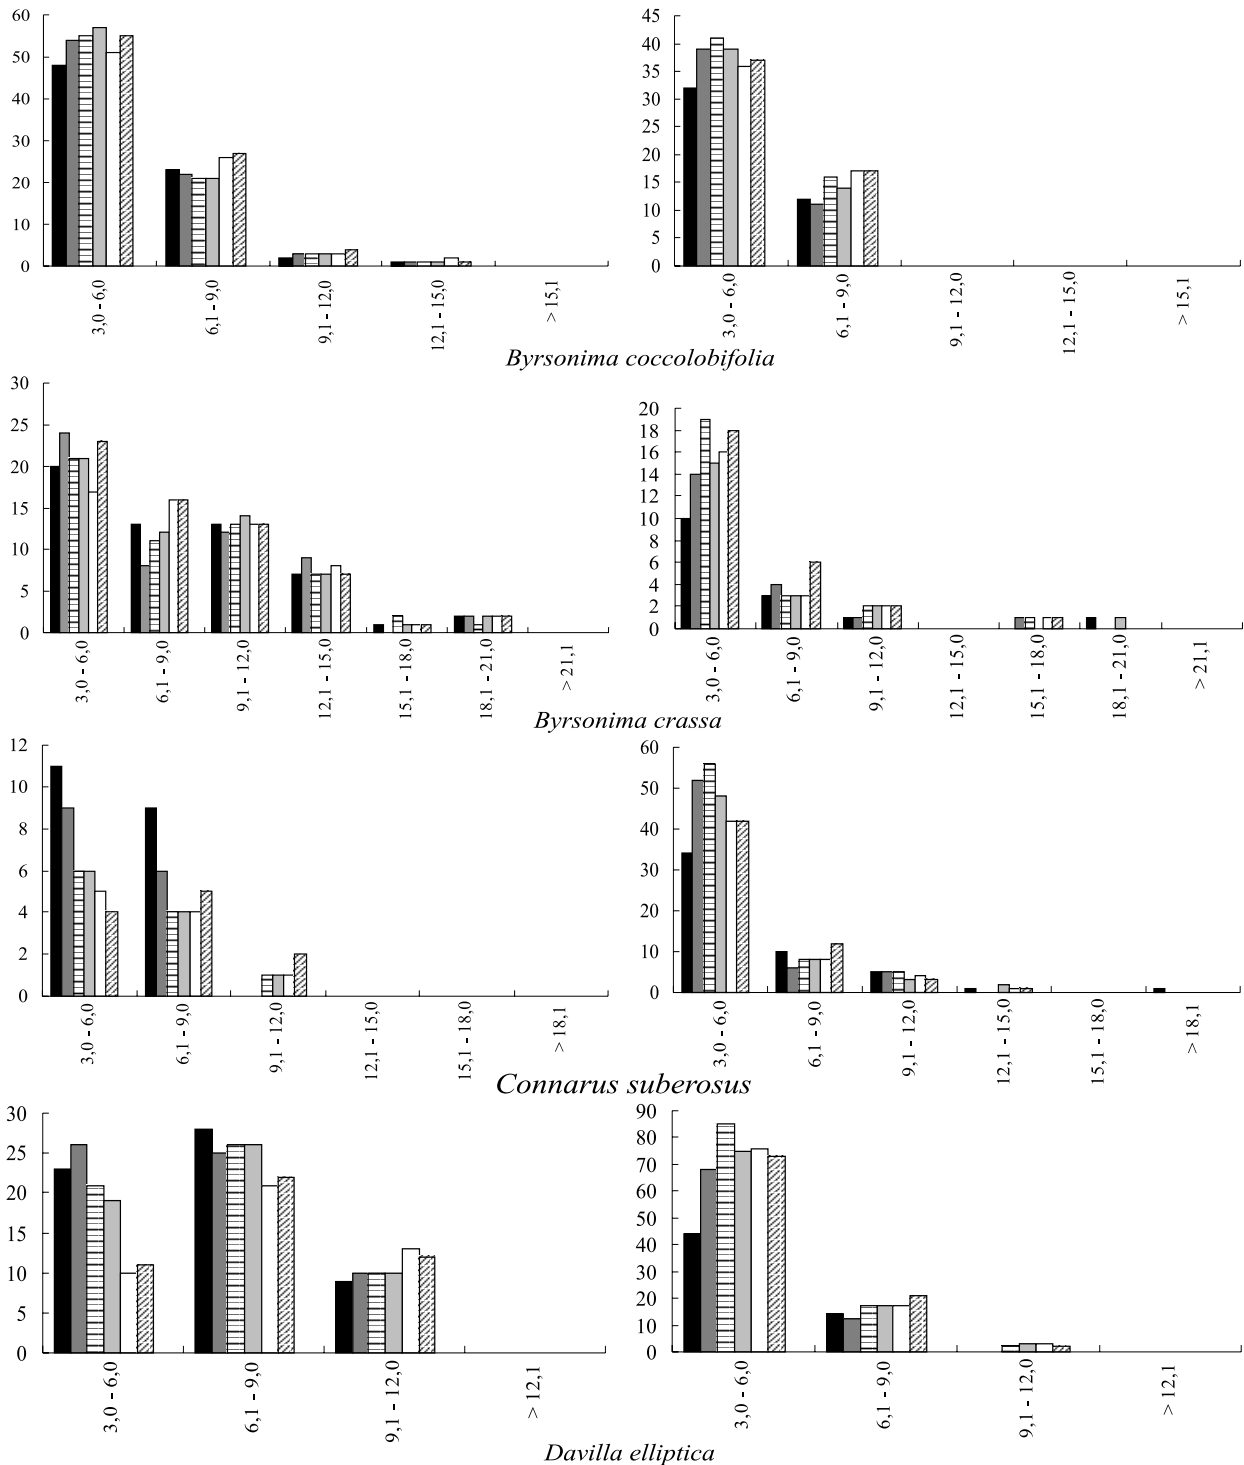 60
50
40
30
20
10
0
3,0 - 6,0
6,1 - 9,0
9,1 - 12,0
12,1 - 15,0
> 15,1
45
40
35
30
25
20
15
10
5
0
3,0 - 6,0
6,1 - 9,0
9,1 - 12,0
12,1 - 15,0
> 15,1
Byrsonima coccolobifolia
30
25
20
15
10
5
0
3,0 - 6,0
6,1 - 9,0
9,1 - 12,0
12,1 - 15,0
15,1 - 18,0
18,1 - 21,0
> 21,1
20
18
16
14
12
10
8
6
4
2
0
3,0 - 6,0
6,1 - 9,0
9,1 - 12,0
12,1 - 15,0
15,1 - 18,0
18,1 - 21,0
> 21,1
Byrsonima crassa
12
10
8
6
4
2
0
3,0 - 6,0
6,1 - 9,0
9,1 - 12,0
12,1 - 15,0
15,1 - 18,0
> 18,1
60
50
40
30
20
10
0
3,0 - 6,0
6,1 - 9,0
9,1 - 12,0
12,1 - 15,0
15,1 - 18,0
> 18,1
Connarus suberosus
30
25
20
15
10
5
0
3,0 - 6,0
6,1 - 9,0
9,1 - 12,0
> 12,1
90
80
70
60
50
40
30
20
10
0
3,0 - 6,0
6,1 - 9,0
9,1 - 12,0
> 12,1
Davilla elliptica